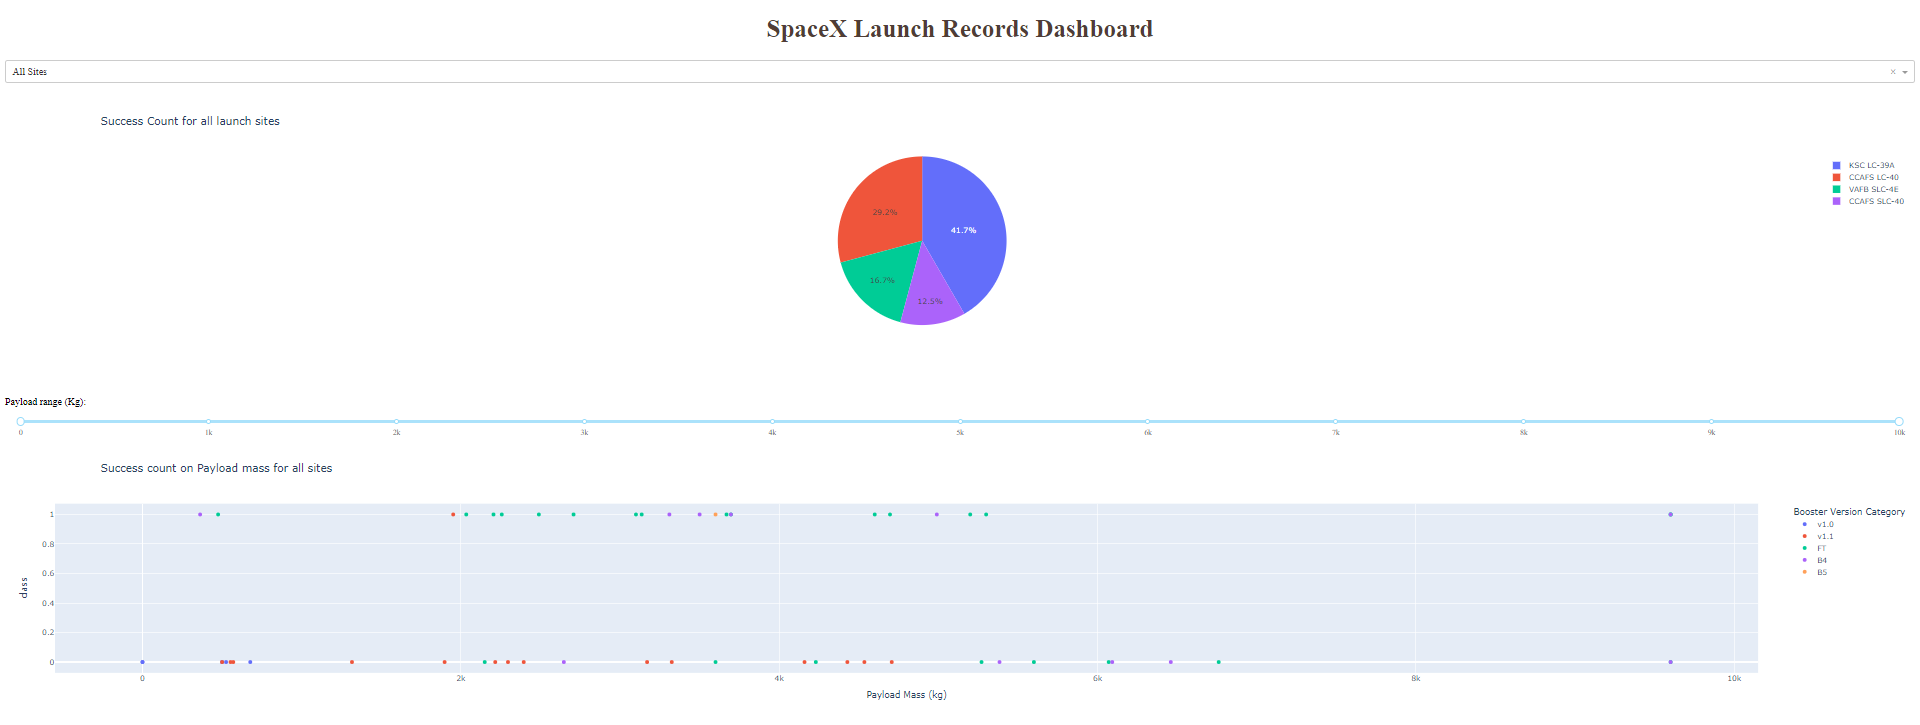 SpaceX Launch Records Dashboard
All Sites
×
Success Count for all launch sites
KSC LC-39A
CCAFS LC-40
VAFB SLC-4E
CCAFS SLC-40
29.2%
41.7%
16.7%
12.5%
Payload range (Kg):
0 1k 2k 3k 4k 5k 6k 7k 8k 9k 10k
Success count on Payload mass for all sites
Booster Version Category
v1.0
v1.1
FT
B4
B5
1
0.8
0.6
0.4
0.2
0
class
0 2k 4k 6k 8k 10k
Payload Mass (kg)